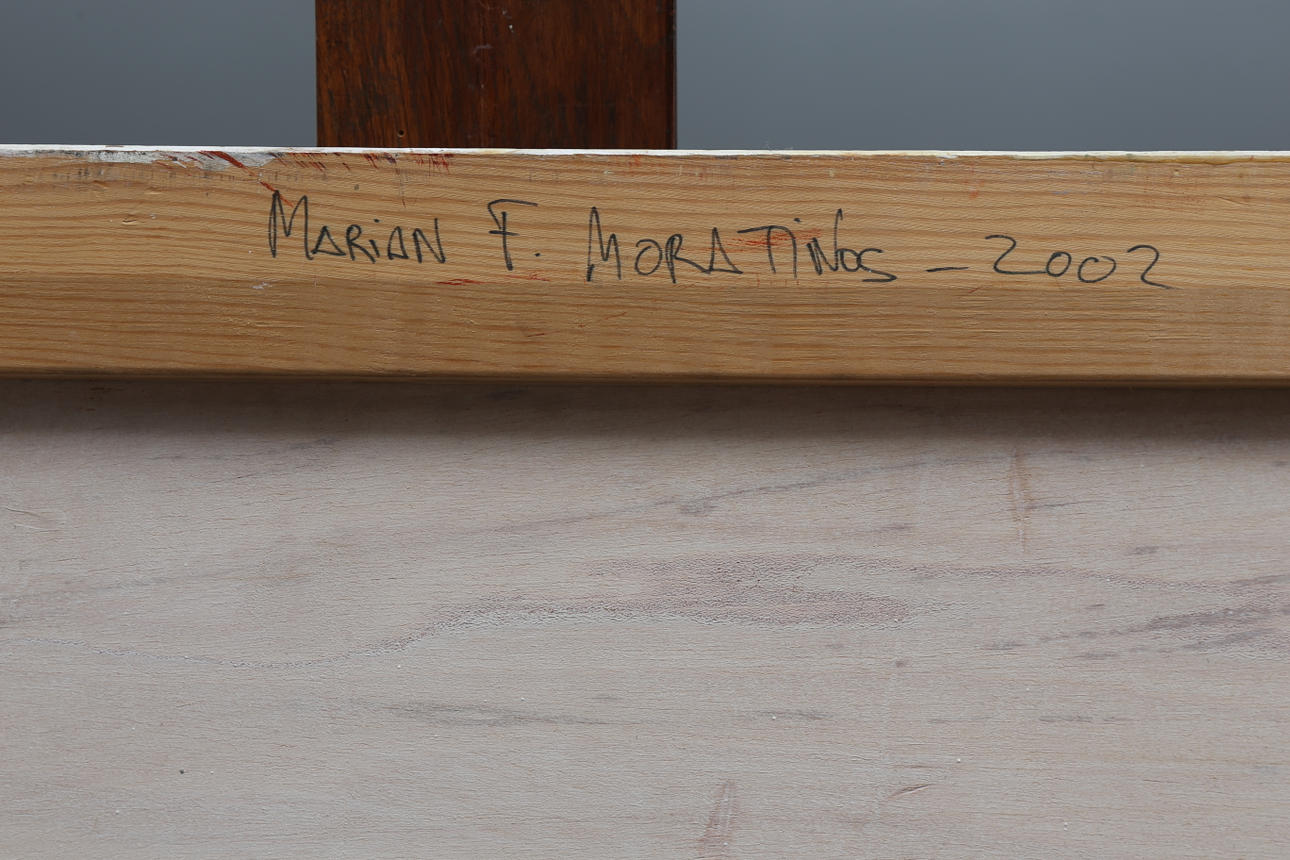 MARiAN F. MORATiNOS - 2002